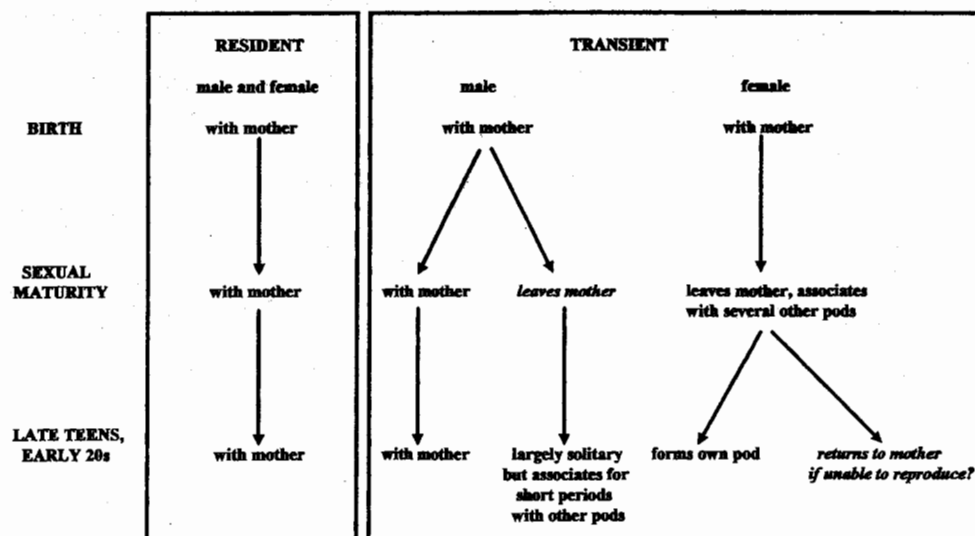 RESIDENT
TRANSIENT
male and female
male
female
BIRTH
with mother
with mother
with mother
SEXUAL
MATURITY
with mother
with mother
leaves mother
leaves mother, associates
with several other pods
LATE TEENS,
EARLY 20s
with mother
with mother
largely solitary
but associates for
short periods
with other pods
forms own pod
returns to mother
if unable to reproduce?